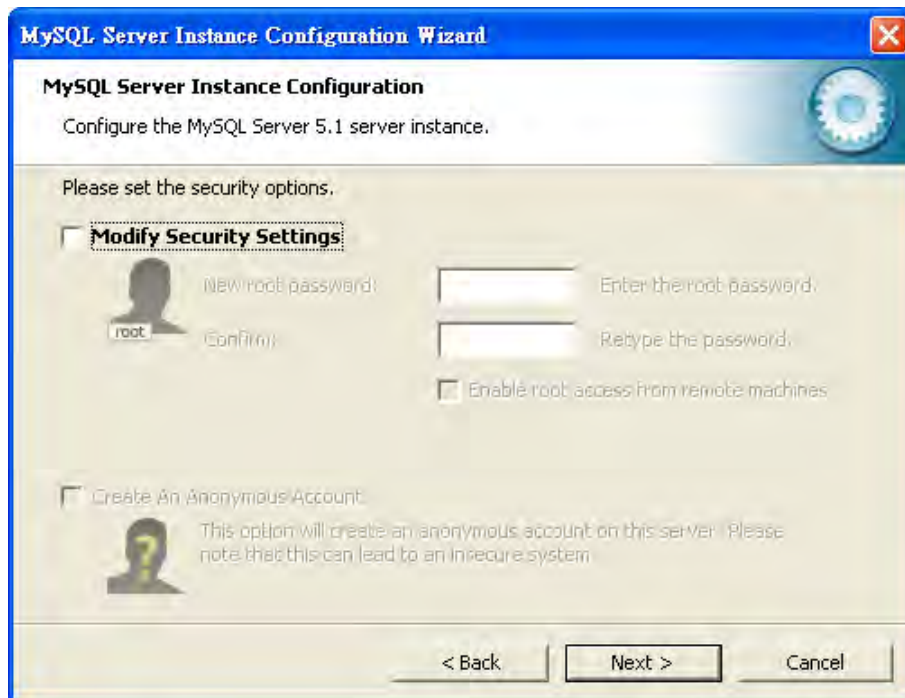 MySQL Server Instance Configuration Wizard
MySQL Server Instance Configuration
Configure the MySQL Server 5.1 server instance.
Please set the security options.
Modify Security Settings
New root password: Enter the root password.
root
Confirm: Retype the password.
Enable root access from remote machines
Create An Anonymous Account
This option will create an anonymous account on this server. Please
note that this can lead to an insecure system.
?
< Back Next > Cancel